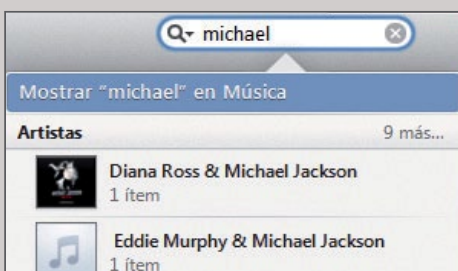 michael
Mostrar “michael” en Música
Artistas 9 más...
Diana Ross & Michael Jackson
1 ítem
Eddie Murphy & Michael Jackson
1 ítem